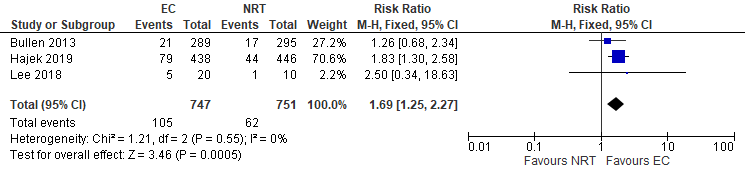 EC NRT Risk Ratio Risk Ratio
Study or Subgroup Events Total Events Total Weight M-H, Fixed, 95% CI M-H, Fixed, 95% CI
Bullen 2013 21 289 17 295 27.2% 1.26 [0.68, 2.34]
Hajek 2019 79 438 44 446 70.6% 1.83 [1.30, 2.58]
Lee 2018 5 20 1 10 2.2% 2.50 [0.34, 18.63]
Total (95% CI) 747 751 100.0% 1.69 [1.25, 2.27]
Total events 105 62
Heterogeneity: Chi² = 1.21, df = 2 (P = 0.55); I² = 0%
Test for overall effect: Z = 3.46 (P = 0.0005)
0.01 0.1 1 10 100
Favours NRT Favours EC